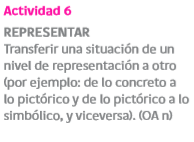 Actividad 6
REPRESENTAR
Transferir una situación de un
nivel de representación a otro
(por ejemplo: de lo concreto a
lo pictórico y de lo pictórico a lo
simbólico, y viceversa). (OA n)